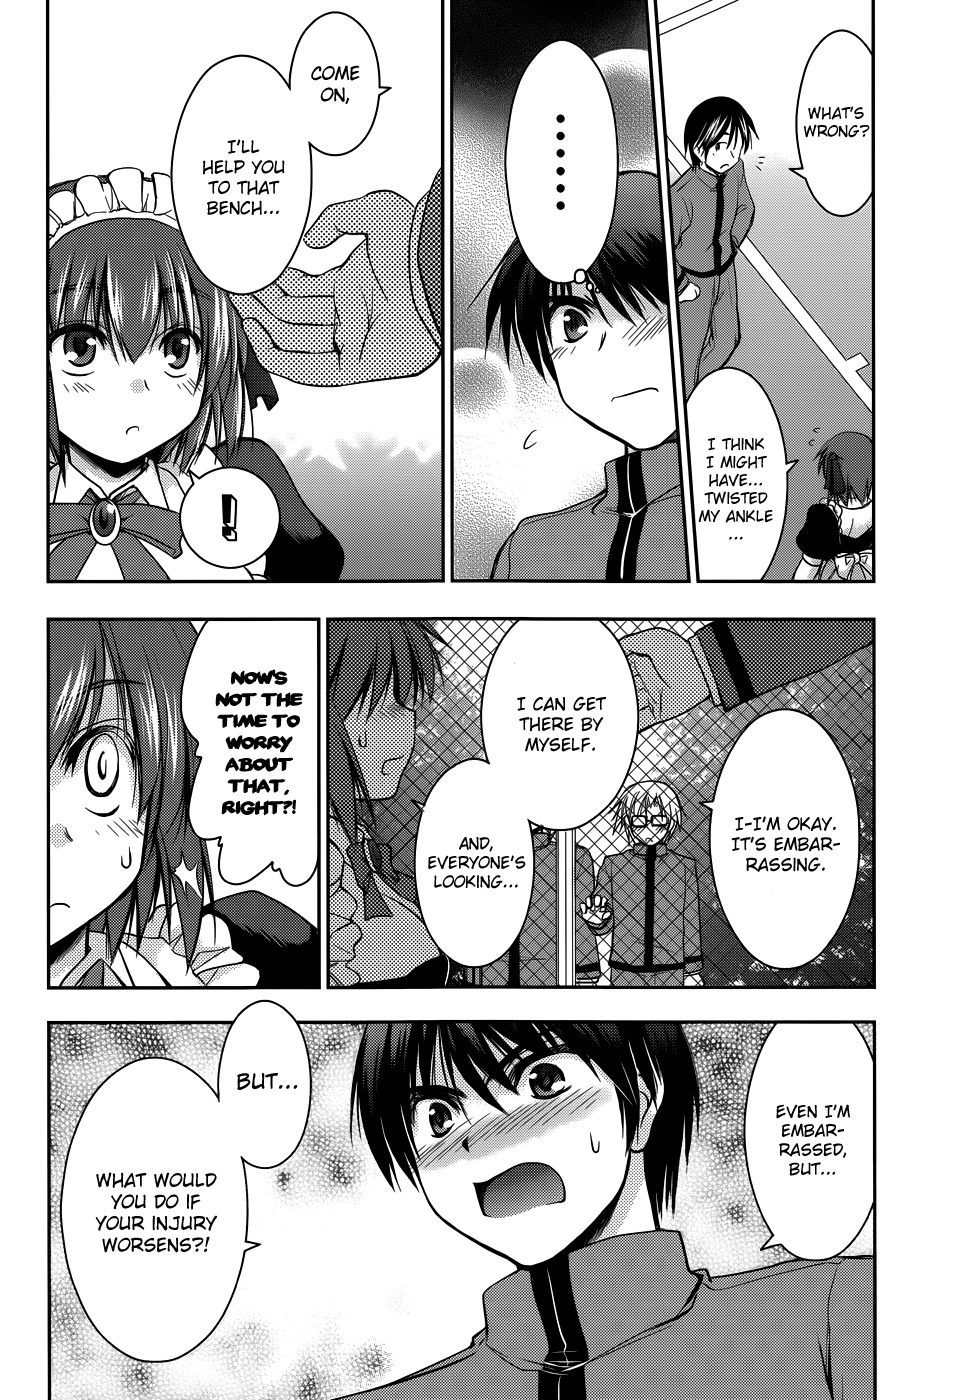 WHAT'S
WRONG?
I THINK
I MIGHT
HAVE...
TWISTED
MY ANKLE
...
......
COME
ON,
I'LL
HELP YOU
TO THAT
BENCH...
!
I-I'M OKAY.
IT'S EMBAR-
RASSING.
I CAN GET
THERE BY
MYSELF.
AND,
EVERYONE'S
LOOKING...
NOW'S
NOT THE
TIME TO
WORRY
ABOUT
THAT,
RIGHT?!
EVEN I'M
EMBAR-
RASSED,
BUT...
BUT...
WHAT WOULD
YOU DO IF
YOUR INJURY
WORSENS?!